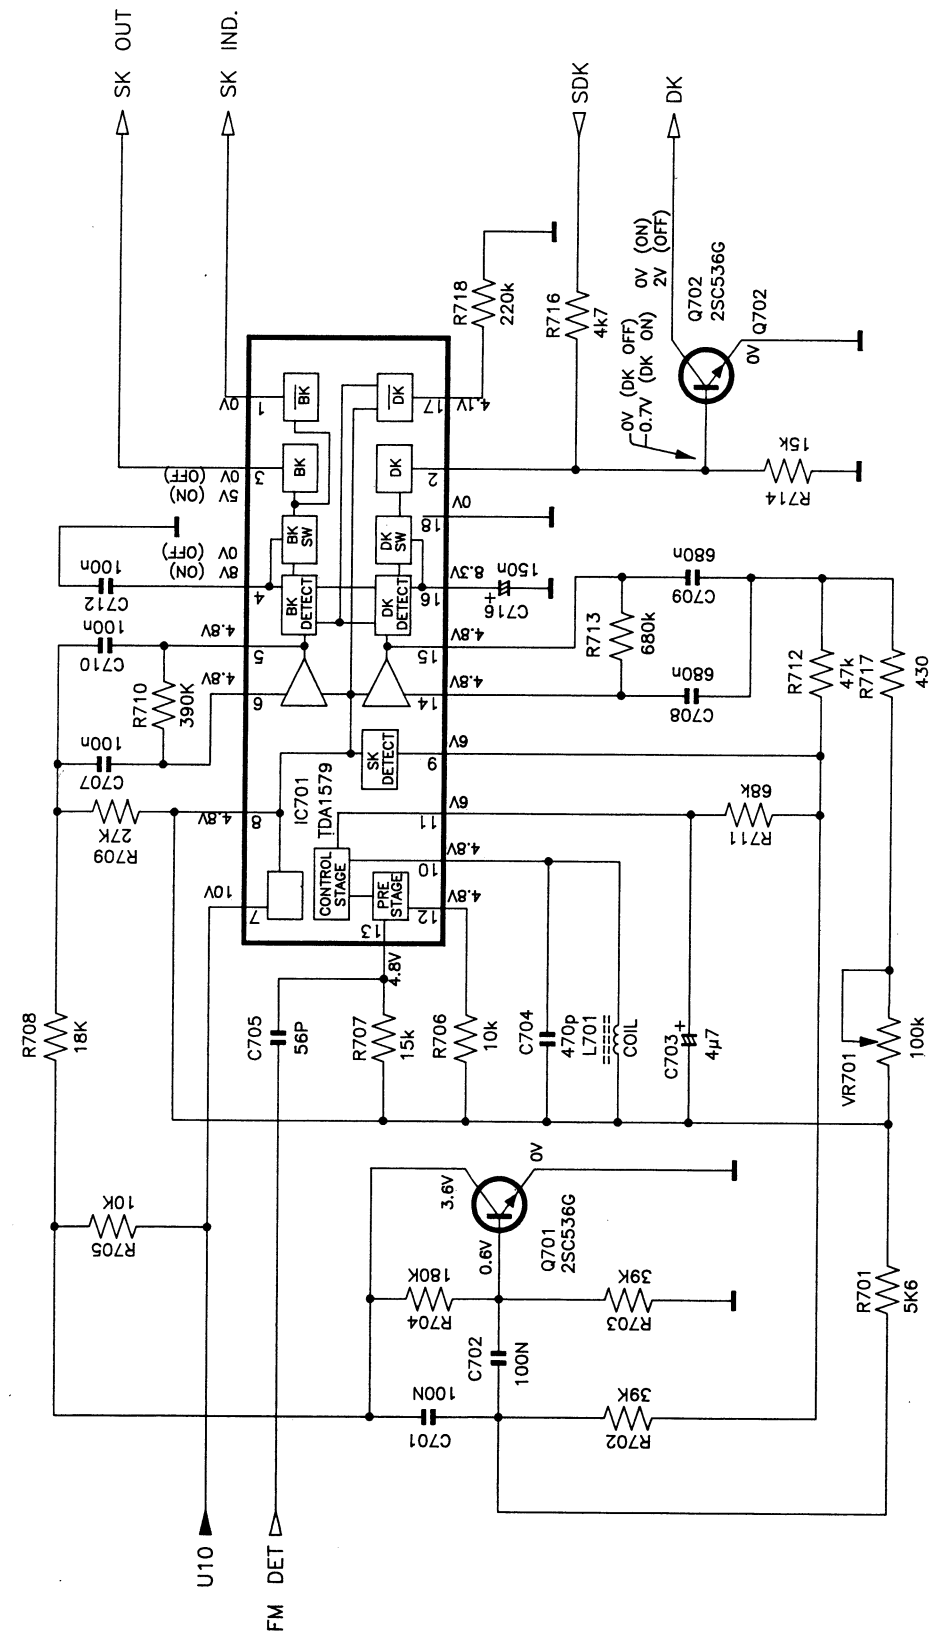 SK OUT
SK IND.
SDK
DK
0V (ON)
2V (OFF)
Q702
2SC536G
0V Q702
0V (DK OFF)
0.7V (DK ON)
R718
220k
R716
4k7
15k
R714
5V (ON)
0V (OFF)
0V
8V (ON)
0V (OFF)
100n
C712
100n
C710
4.8V
4.8V
R710
390K
100n
C707
27K
R709
4.8V
10V
1
BK
3
BK
4
BK
SW
BK
DETECT
5
6
8
7
IC701
TDA1579
CONTROL
STAGE
PRE
STAGE
13
12
10
11
SK
DETECT
9
14
15
DK
DETECT
16
DK
SW
18
DK
2
DK
17
4.1V
0V
8.3V
150n
C716
+
4.8V
4.8V
6V
6V
4.8V
4.8V
4.8V
R713
680k
680n
C709
680n
C708
R712
47k
R717
430
68k
R711
R708
18K
C705
56P
R707
15k
R706
10k
C704
470p
L701
COIL
C703
+
4µ7
VR701
100k
10K
R705
3.6V
0V
0.6V
Q701
2SC536G
180K
R704
39K
R703
C702
100N
100N
C701
39K
R702
R701
5K6
U10
FM DET